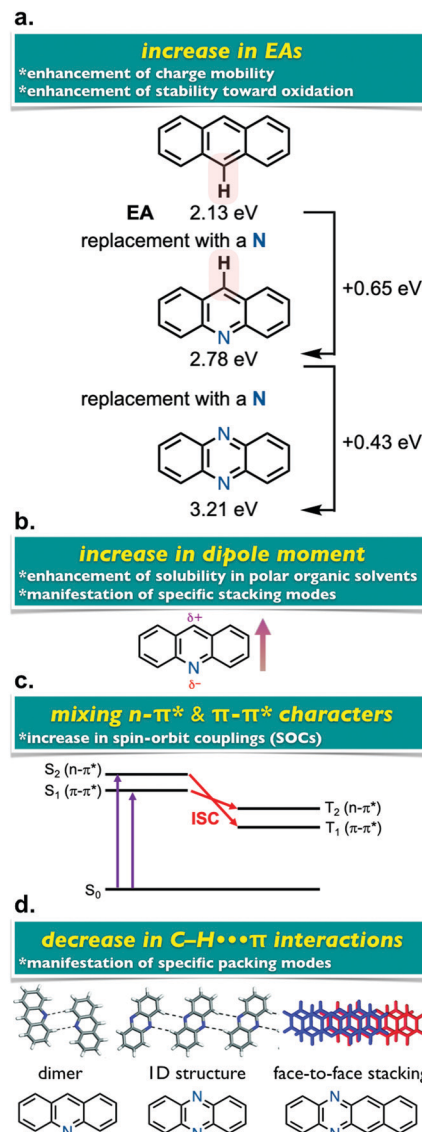 a.
increase in EAs
*enhancement of charge mobility
*enhancement of stability toward oxidation
H
EA 2.13 eV
replacement with a N
+0.65 eV
H
N
2.78 eV
replacement with a N
N
+0.43 eV
N
3.21 eV
b.
increase in dipole moment
*enhancement of solubility in polar organic solvents
*manifestation of specific stacking modes
δ+
N
δ−
c.
mixing n-π* & π-π* characters
*increase in spin-orbit couplings (SOCs)
S2 (n-π*)
S1 (π-π*)
T2 (n-π*)
ISC
T1 (π-π*)
S0
d.
decrease in C–H•••π interactions
*manifestation of specific packing modes
dimer 1D structure face-to-face stacking
N N
N N N